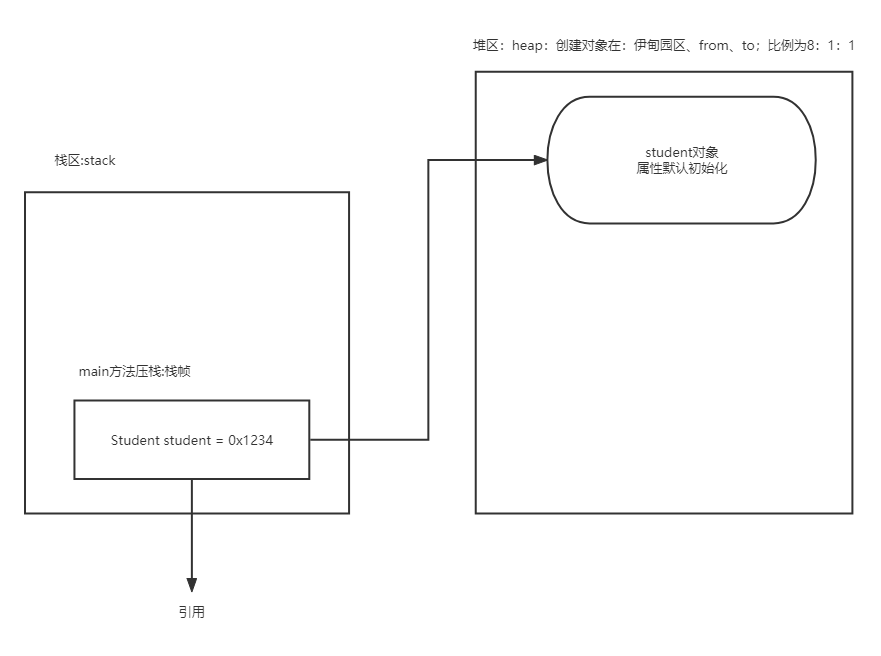 堆区：heap：创建对象在：伊甸园区、from、to；比例为8：1：1
student对象
属性默认初始化
栈区:stack
main方法压栈:栈帧
Student student = 0x1234
引用